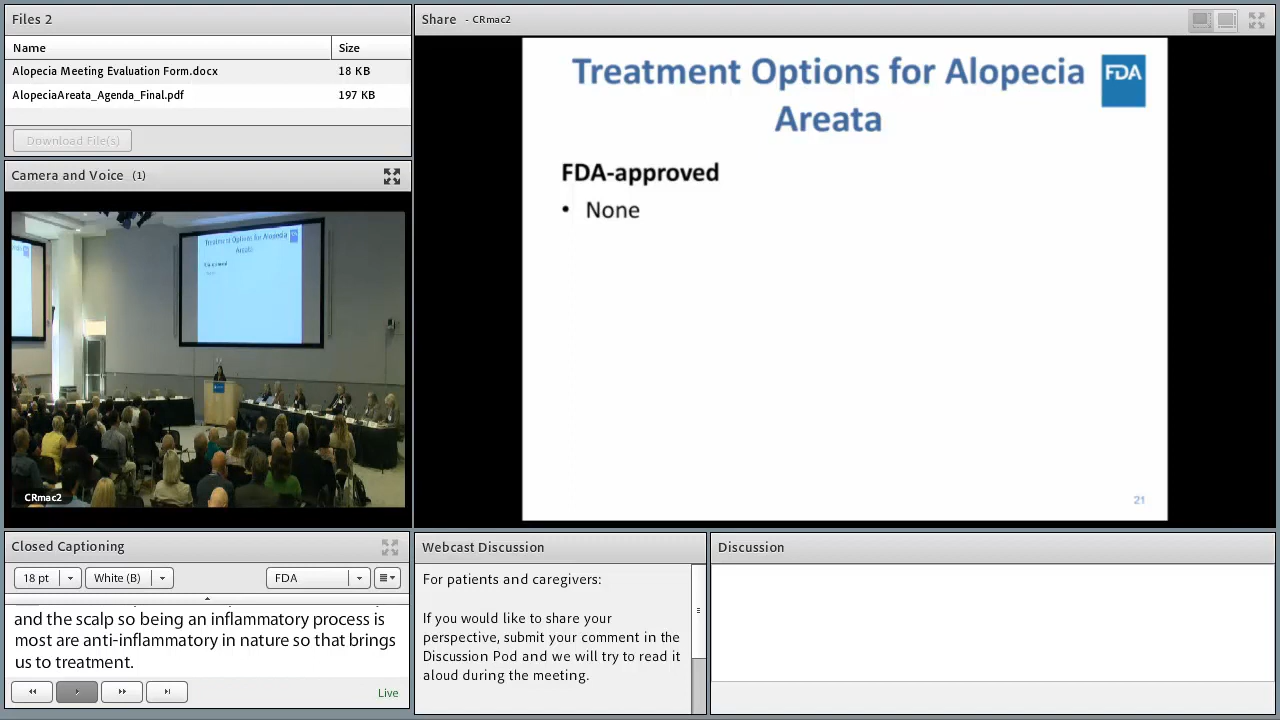 Files 2
Name
Size
Alopecia Meeting Evaluation Form.docx
18 KB
AlopeciaAreata_Agenda_Final.pdf
197 KB
Download File(s)
Camera and Voice (1)
Treatment Options for Alopecia
Areata
CRmac2
Share - CRmac2
Treatment Options for Alopecia
Areata
FDA
FDA-approved
• None
21
Closed Captioning
18 pt
White (B)
FDA
and the scalp so being an inflammatory process is
most are anti-inflammatory in nature so that brings
us to treatment.
Live
Webcast Discussion
For patients and caregivers:
If you would like to share your
perspective, submit your comment in the
Discussion Pod and we will try to read it
aloud during the meeting.
Discussion